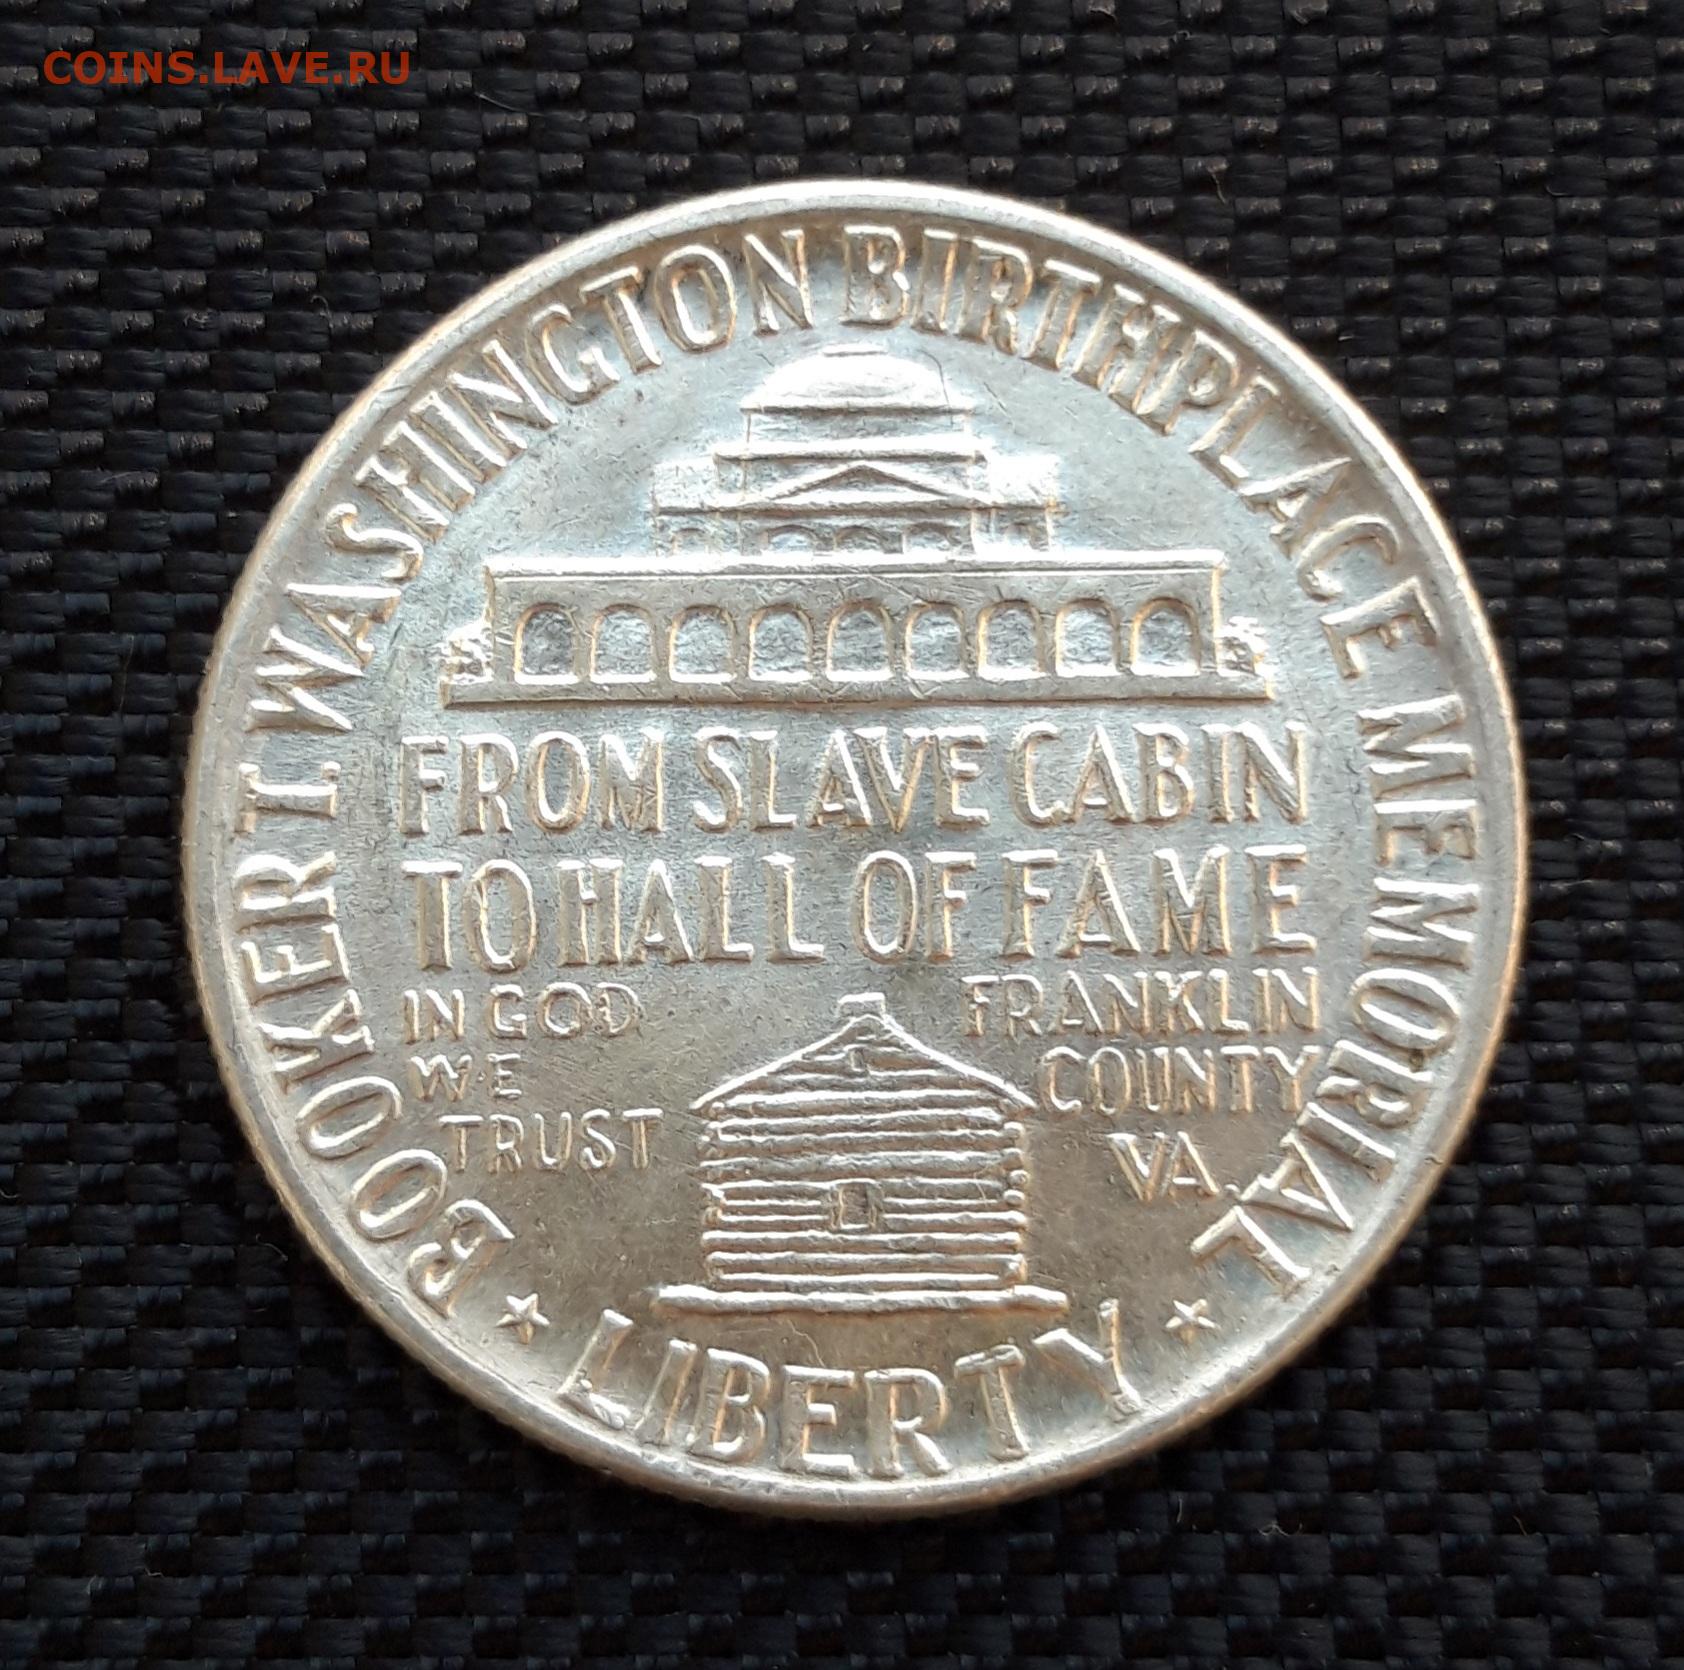 COINS.LAVE.RU
BOOKER T. WASHINGTON BIRTHPLACE MEMORIAL
FROM SLAVE CABIN
TO HALL OF FAME
IN GOD
WE
TRUST
FRANKLIN
COUNTY
VA.
LIBERTY